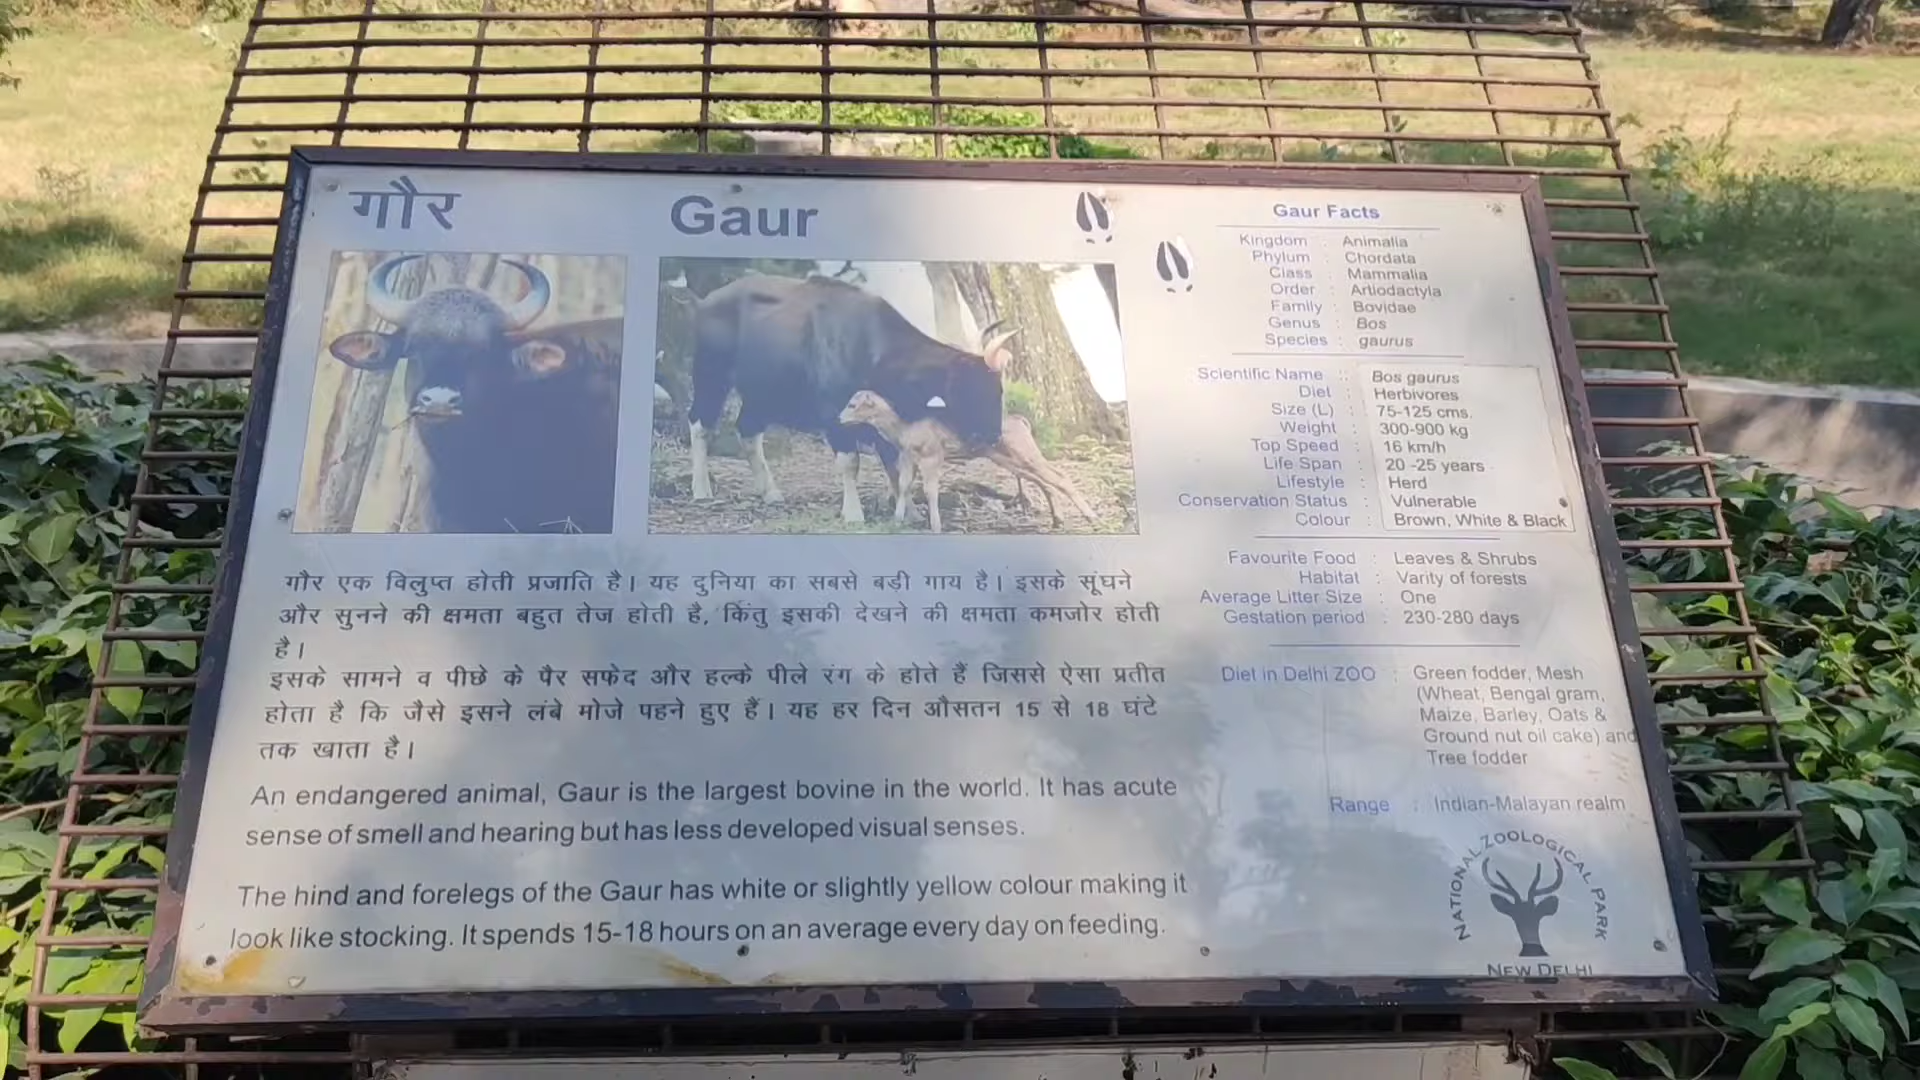 गौर
Gaur
गौर एक विलुप्त होती प्रजाति है। यह दुनिया का सबसे बड़ी गाय है। इसके सूंघने
और सुनने की क्षमता बहुत तेज होती है, किंतु इसकी देखने की क्षमता कमजोर होती
है।
इसके सामने व पीछे के पैर सफेद और हल्के पीले रंग के होते हैं जिससे ऐसा प्रतीत
होता है कि जैसे इसने लंबे मोजे पहने हुए हैं। यह हर दिन औसतन 15 से 18 घंटे
तक खाता है।
An endangered animal, Gaur is the largest bovine in the world. It has acute
sense of smell and hearing but has less developed visual senses.
The hind and forelegs of the Gaur has white or slightly yellow colour making it
look like stocking. It spends 15-18 hours on an average every day on feeding.
Gaur Facts
Kingdom : Animalia
Phylum : Chordata
Class : Mammalia
Order : Artiodactyla
Family : Bovidae
Genus : Bos
Species : gaurus
Scientific Name : Bos gaurus
Diet : Herbivores
Size (L) : 75-125 cms.
Weight : 300-900 kg
Top Speed : 16 km/h
Life Span : 20 -25 years
Lifestyle : Herd
Conservation Status : Vulnerable
Colour : Brown, White & Black
Favourite Food : Leaves & Shrubs
Habitat : Varity of forests
Average Litter Size : One
Gestation period : 230-280 days
Diet in Delhi ZOO : Green fodder, Mesh
(Wheat, Bengal gram,
Maize, Barley, Oats &
Ground nut oil cake) and
Tree fodder
Range : Indian-Malayan realm
NATIONAL ZOOLOGICAL PARK
NEW DELHI